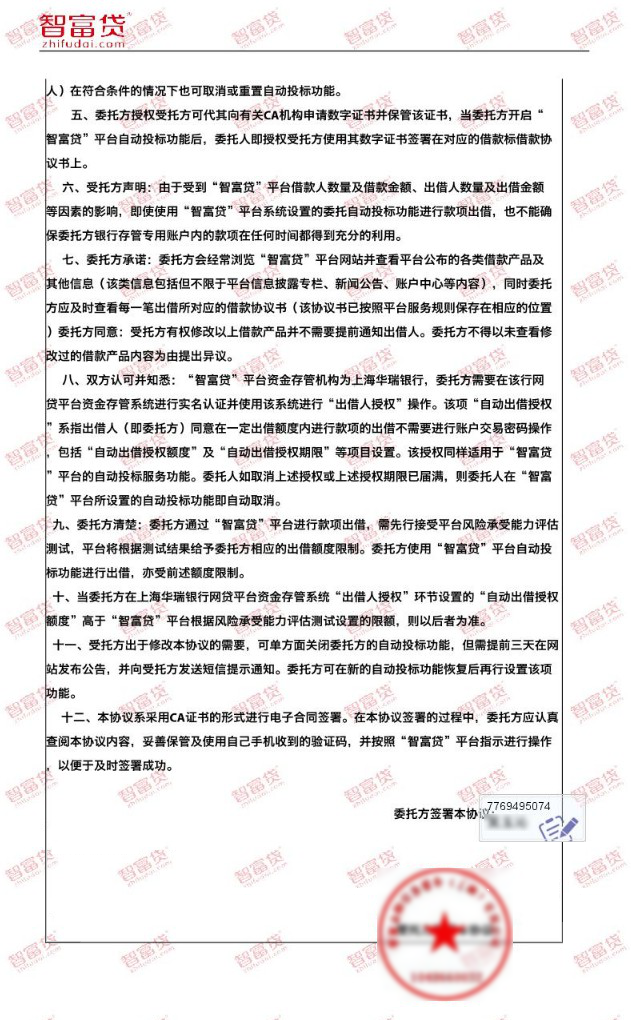 智富贷
zhifudai.com
人）在符合条件的情况下也可取消或重置自动投标功能。
五、委托方授权受托方可代其向有关CA机构申请数字证书并保管该证书，当委托方开启“
智富贷”平台自动投标功能后，委托人即授权受托方使用其数字证书签署在对应的借款标借款协
议书上。
六、受托方声明：由于受到“智富贷”平台借款人数量及借款金额、出借人数量及出借金额
等因素的影响，即使使用“智富贷”平台系统设置的委托自动投标功能进行款项出借，也不能确
保委托方银行存管专用账户内的款项在任何时间都得到充分的利用。
七、委托方承诺：委托方会经常浏览“智富贷”平台网站并查看平台公布的各类借款产品及
其他信息（该类信息包括但不限于平台信息披露专栏、新闻公告、账户中心等内容），同时委托
方应及时查看每一笔出借所对应的借款协议书（该协议书已按照平台服务规则保存在相应的位置
）委托方同意：受托方有权修改以上借款产品并不需要提前通知出借人。委托方不得以未查看修
改过的借款产品内容为由提出异议。
八、双方认可并知悉：“智富贷”平台资金存管机构为上海华瑞银行，委托方需要在该行网
贷平台资金存管系统进行实名认证并使用该系统进行“出借人授权”操作。该项“自动出借授权
”系指出借人（即委托方）同意在一定出借额度内进行款项的出借不需要进行账户交易密码操作
，包括“自动出借授权额度”及“自动出借授权期限”等项目设置。该授权同样适用于“智富贷
”平台的自动投标服务功能。委托人如取消上述授权或上述授权期限已届满，则委托人在“智富
贷”平台所设置的自动投标功能即自动取消。
九、委托方清楚：委托方通过“智富贷”平台进行款项出借，需先行接受平台风险承受能力评估
测试，平台将根据测试结果给予委托方相应的出借额度限制。委托方使用“智富贷”平台自动投
标功能进行出借，亦受前述额度限制。
十、当委托方在上海华瑞银行网贷平台资金存管系统“出借人授权”环节设置的“自动出借授权
额度”高于“智富贷”平台根据风险承受能力评估测试设置的限额，则以后者为准。
十一、受托方出于修改本协议的需要，可单方面关闭委托方的自动投标功能，但需提前三天在网
站发布公告，并向受托方发送短信提示通知。委托方可在新的自动投标功能恢复后再行设置该项
功能。
十二、本协议系采用CA证书的形式进行电子合同签署。在本协议签署的过程中，委托方应认真
查阅本协议内容，妥善保管及使用自己手机收到的验证码，并按照“智富贷”平台指示进行操作
，以便于及时签署成功。
委托方签署本协议：
7769495074